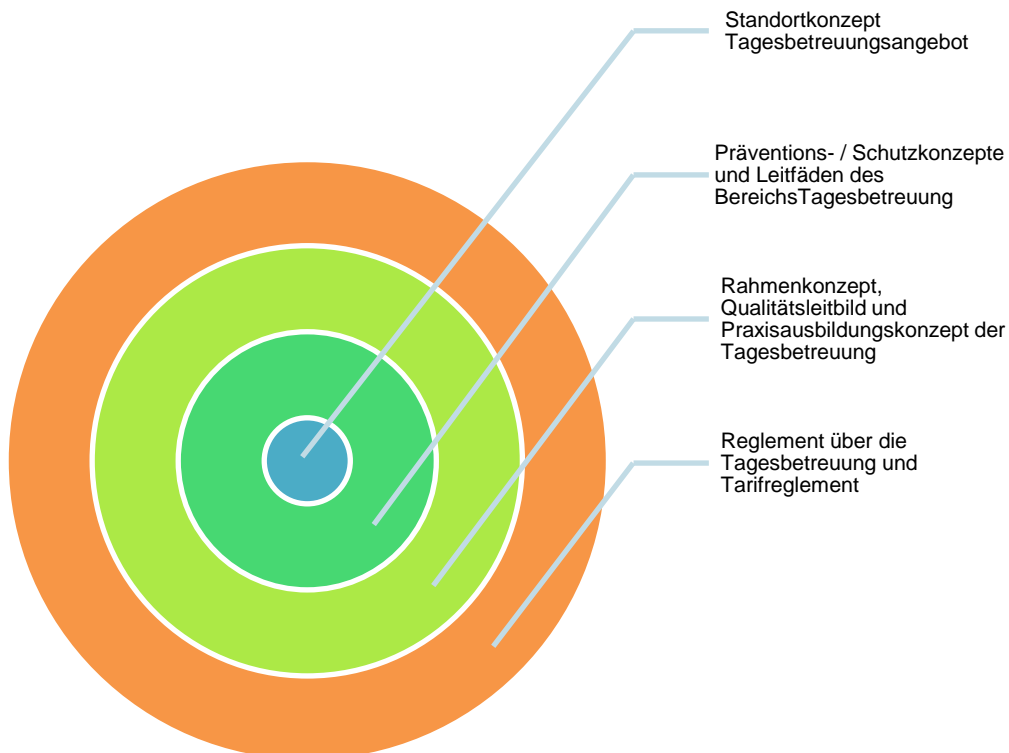 Standortkonzept
Tagesbetreuungsangebot
Präventions- / Schutzkonzepte
und Leitfäden des
BereichsTagesbetreuung
Rahmenkonzept,
Qualitätsleitbild und
Praxisausbildungskonzept der
Tagesbetreuung
Reglement über die
Tagesbetreuung und
Tarifreglement